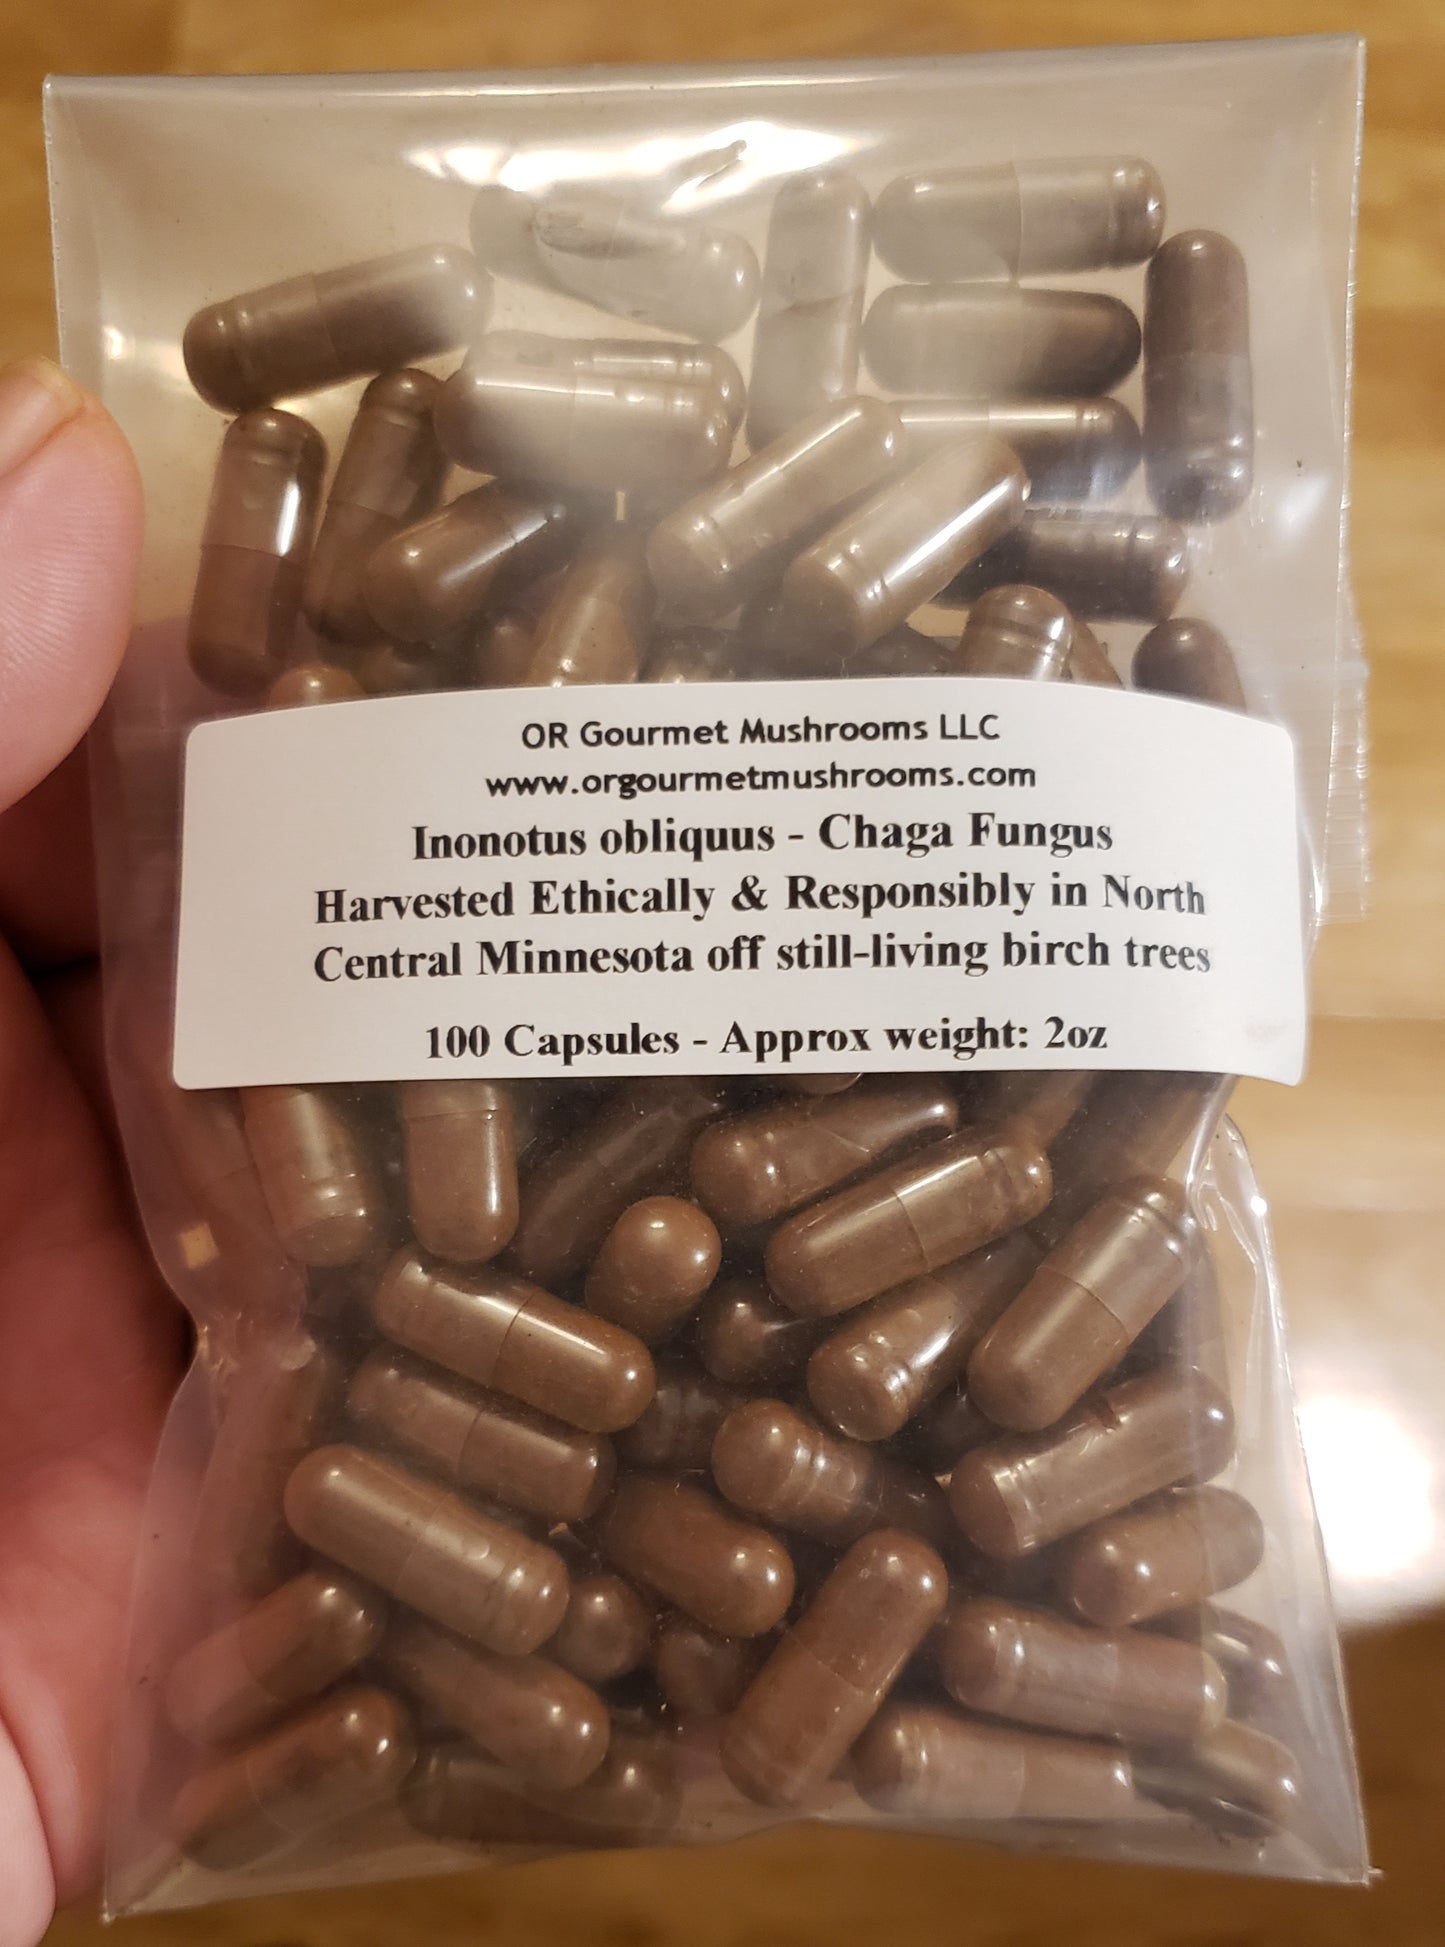 OR Gourmet Mushrooms LLC
www.orgourmetmushrooms.com
Inonotus obliquus - Chaga Fungus
Harvested Ethically & Responsibly in North
Central Minnesota off still-living birch trees
100 Capsules - Approx weight: 2oz